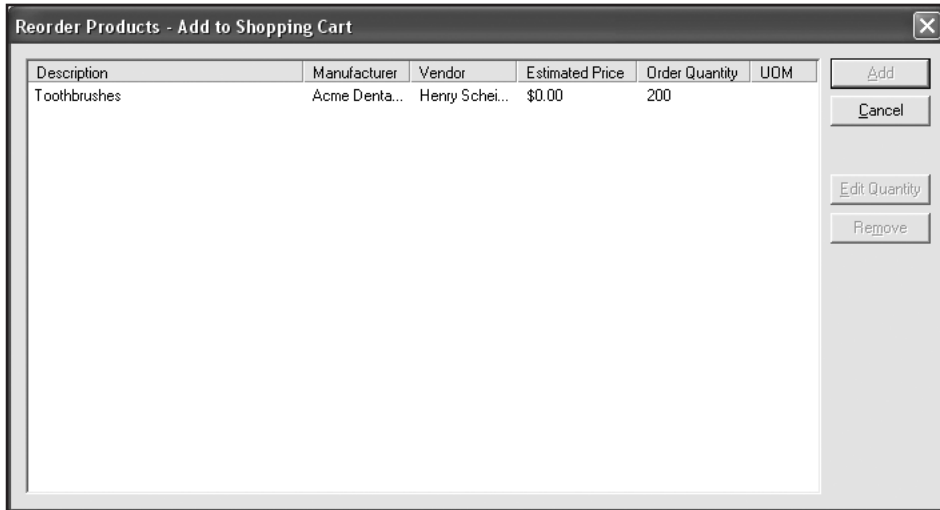 Reorder Products - Add to Shopping Cart
Description Manufacturer Vendor Estimated Price Order Quantity UOM
Toothbrushes Acme Denta... Henry Schei... $0.00 200
Add
Cancel
Edit Quantity
Remove